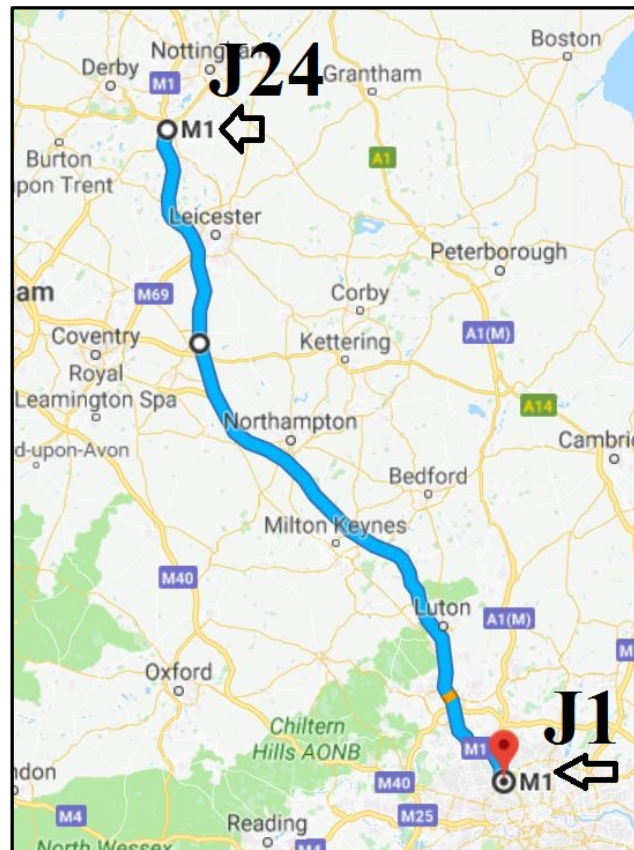 Boston
Nottingham
J24
Derby
M1
Grantham
M1
A1
Burton
upon Trent
Leicester
Peterborough
am
M69
Corby
A1(M)
Coventry
Kettering
Royal
Leamington Spa
A14
Northampton
d-upon-Avon
Cambri
Bedford
Milton Keynes
M40
Luton
A1(M)
M
Oxford
J1
Chiltern
Hills AONB
M1
M1
ndon
M40
M4
M25
Reading
M4
North Wessex